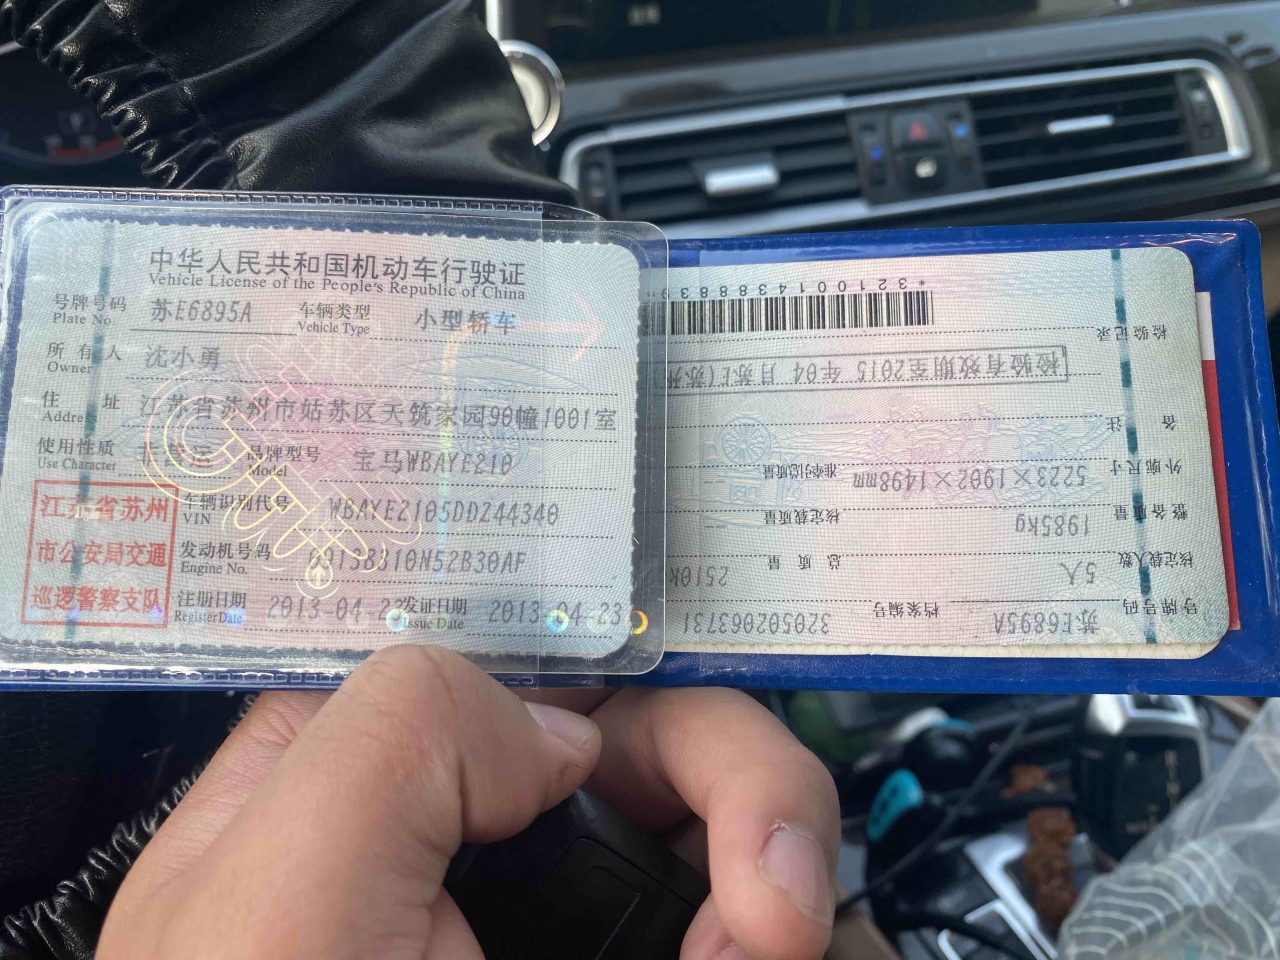 中华人民共和国机动车行驶证
Vehicle License of the People's Republic of China
号牌号码 苏E6895A 车辆类型 小型轿车
Plate No. Vehicle Type
所有人 沈小勇
Owner
住址 江苏省苏州市姑苏区天筑家园90幢1001室
Address
使用性质 品牌型号 宝马WBAYE210
Use Character Model
江苏省苏州
市公安局交通
巡逻警察支队
车辆识别代号 WBAYE2105DD244340
VIN
发动机号码
Engine No.
注册日期 2013-04-23 发证日期 2013-04-23
Register Date Issue Date
号牌号码 苏E6895A 档案编号 320502063731
核定载人数 5人 总质量 2510k
整备质量 1985kg 核定载质量
外廓尺寸 5223×1902×1498mm 准牵引总质量
备注
检验有效期至2015年04月苏E(苏州
检验记录